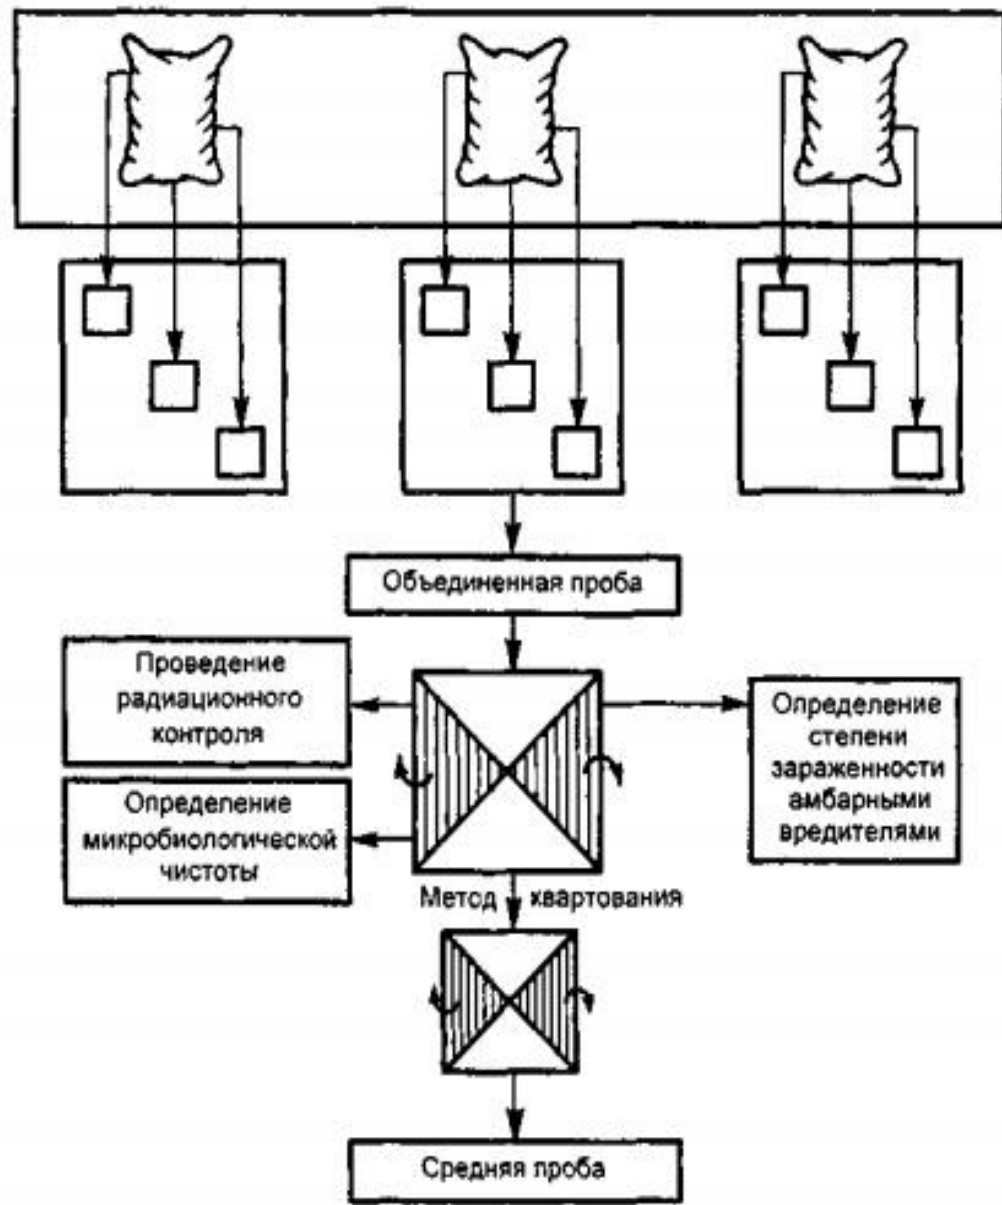 Объединенная проба
Проведение
радиационного
контроля
Определение
микробиологической
чистоты
Определение
степени
зараженности
амбарными
вредителями
Метод квартования
Средняя проба